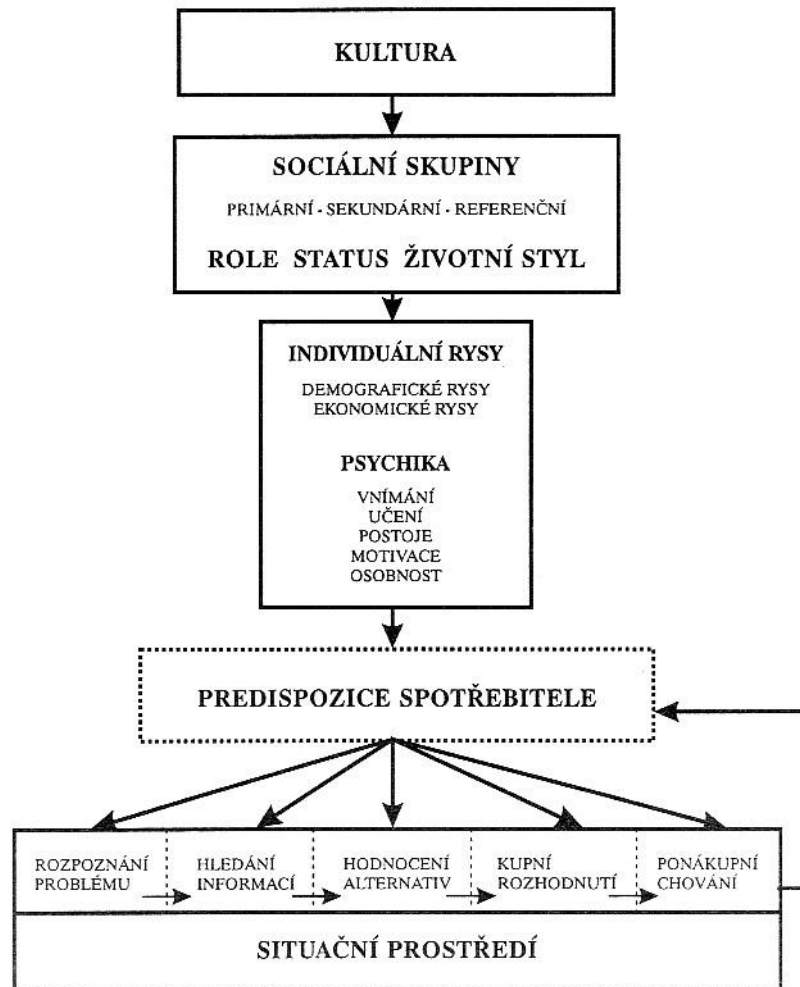 KULTURA
SOCIÁLNÍ SKUPINY
PRIMÁRNÍ - SEKUNDÁRNÍ - REFERENČNÍ
ROLE STATUS ŽIVOTNÍ STYL
INDIVIDUÁLNÍ RYSY
DEMOGRAFICKÉ RYSY
EKONOMICKÉ RYSY
PSYCHIKA
VNÍMÁNÍ
UČENÍ
POSTOJE
MOTIVACE
OSOBNOST
PREDISPOZICE SPOTŘEBITELE
ROZPOZNÁNÍ
PROBLÉMU
HLEDÁNÍ
INFORMACÍ
HODNOCENÍ
ALTERNATIV
KUPNÍ
ROZHODNUTÍ
PONÁKUPNÍ
CHOVÁNÍ
SITUAČNÍ PROSTŘEDÍ